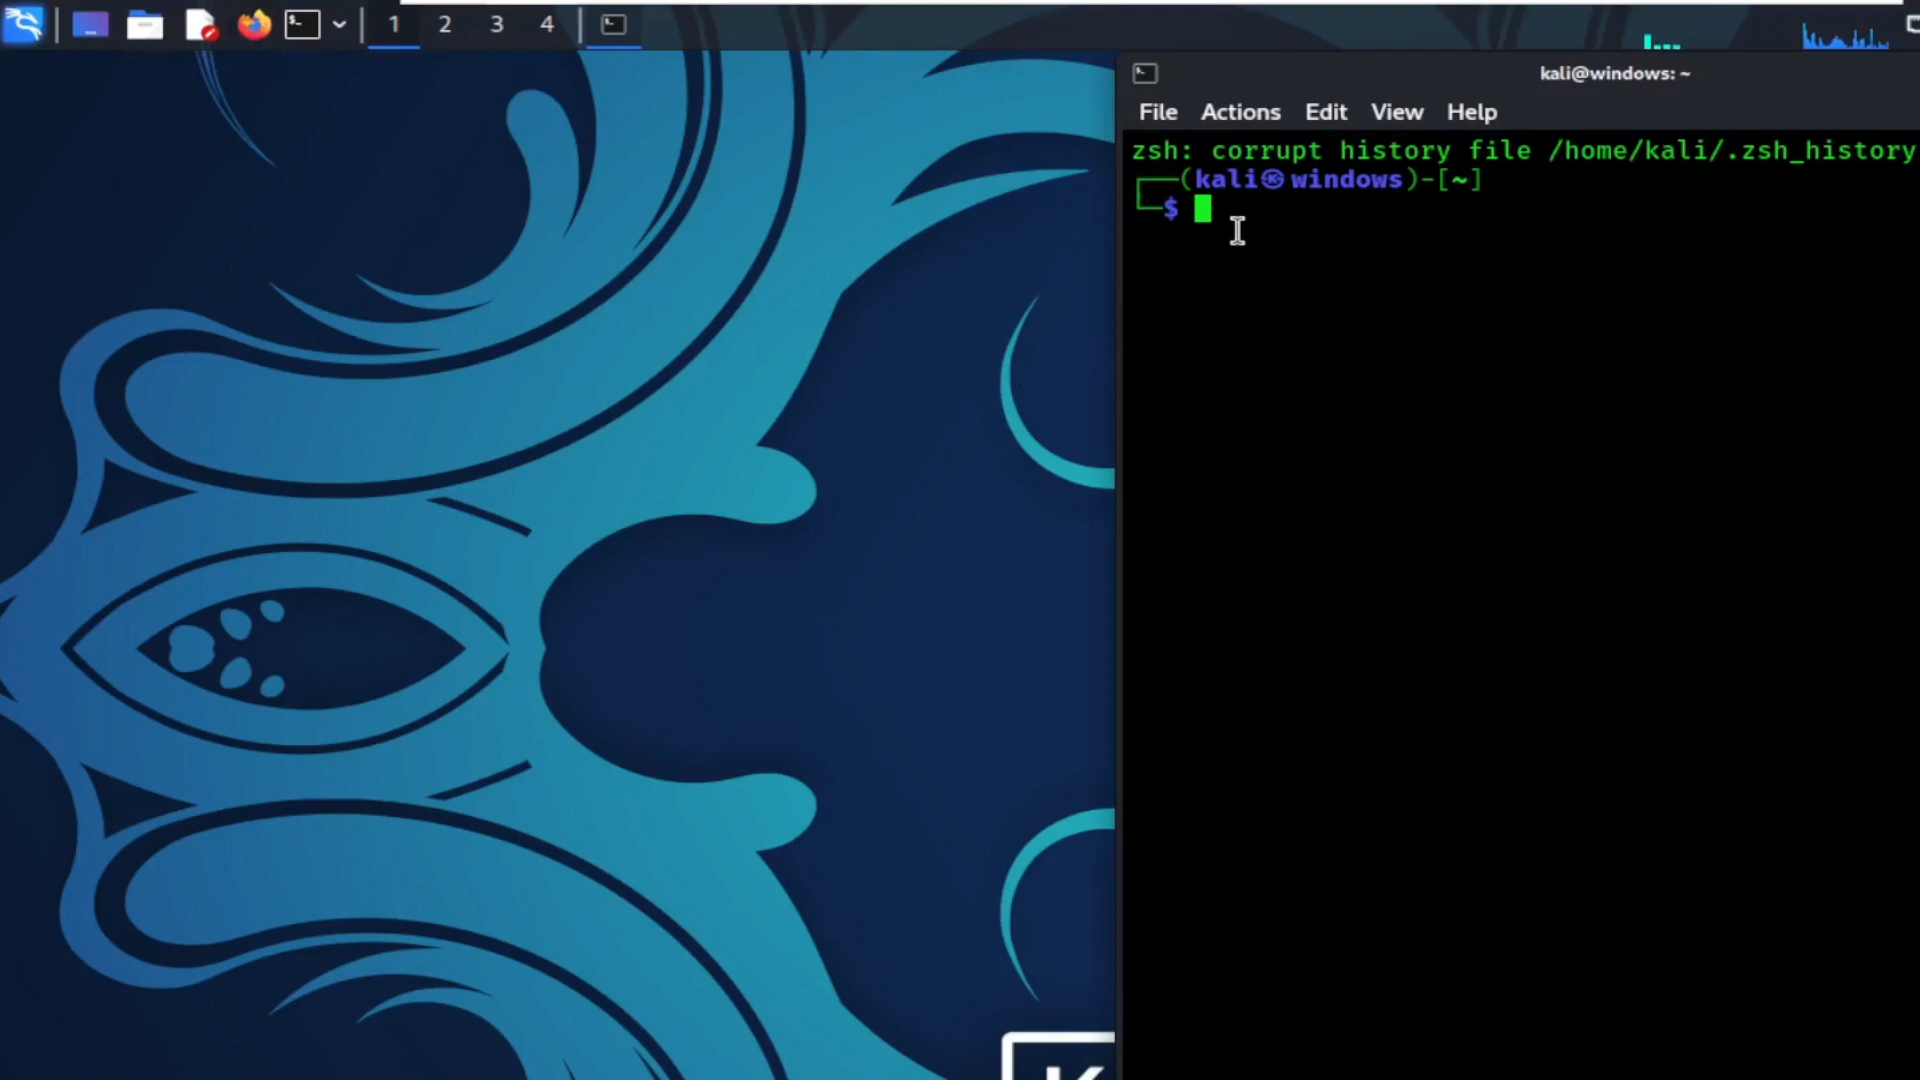 1 2 3 4
kali@windows: ~
File Actions Edit View Help
zsh: corrupt history file /home/kali/.zsh_history
┌──(kali㉿windows)-[~]
└─$
K